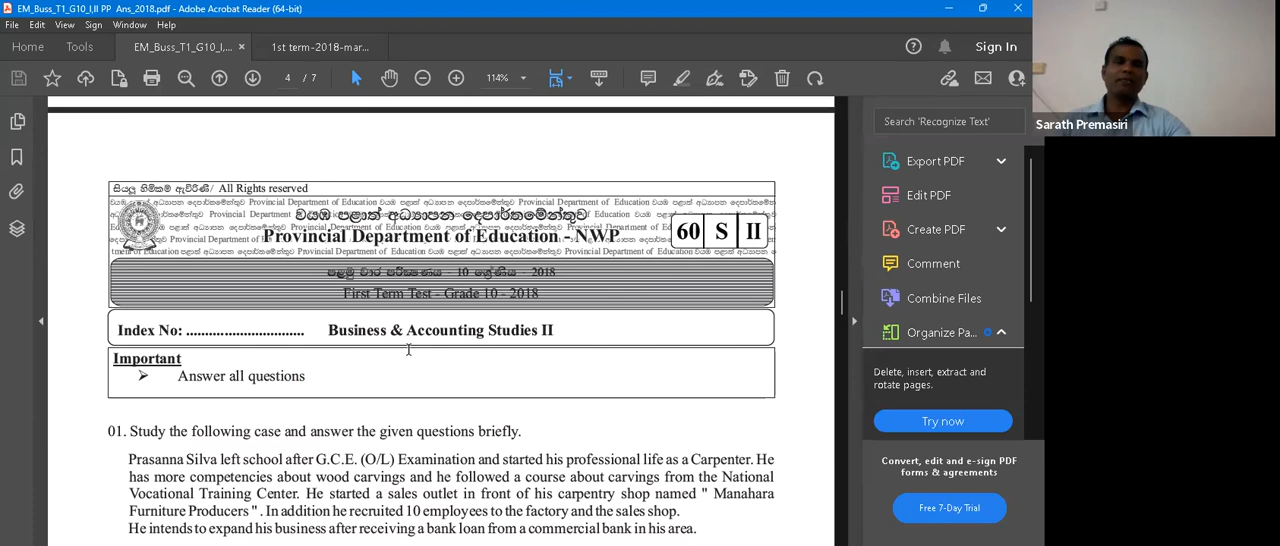 EM_Buss_T1_G10_I,II PP Ans_2018.pdf - Adobe Acrobat Reader (64-bit)
File Edit View Sign Window Help
Home Tools EM_Buss_T1_G10_I,II,... × 1st term-2018-mar... Sign In
4 / 7 114%
Sarath Premasiri
Search 'Recognize Text'
Export PDF
Edit PDF
Create PDF
Comment
Combine Files
Organize Pa...
Delete, insert, extract and
rotate pages.
Try now
Convert, edit and e-sign PDF
forms & agreements
Free 7-Day Trial
සියලු හිමිකම් ඇවිරිණි/ All Rights reserved
වයඹ පළාත් අධ්‍යාපන දෙපාර්තමේන්තුව
Provincial Department of Education - NWP
60 S II
පළමු වාර පරීක්ෂණය - 10 ශ්‍රේණිය - 2018
First Term Test - Grade 10 - 2018
Index No: ............................... Business & Accounting Studies II
Important
➢ Answer all questions
01. Study the following case and answer the given questions briefly.
Prasanna Silva left school after G.C.E. (O/L) Examination and started his professional life as a Carpenter. He
has more competencies about wood carvings and he followed a course about carvings from the National
Vocational Training Center. He started a sales outlet in front of his carpentry shop named " Manahara
Furniture Producers ". In addition he recruited 10 employees to the factory and the sales shop.
He intends to expand his business after receiving a bank loan from a commercial bank in his area.